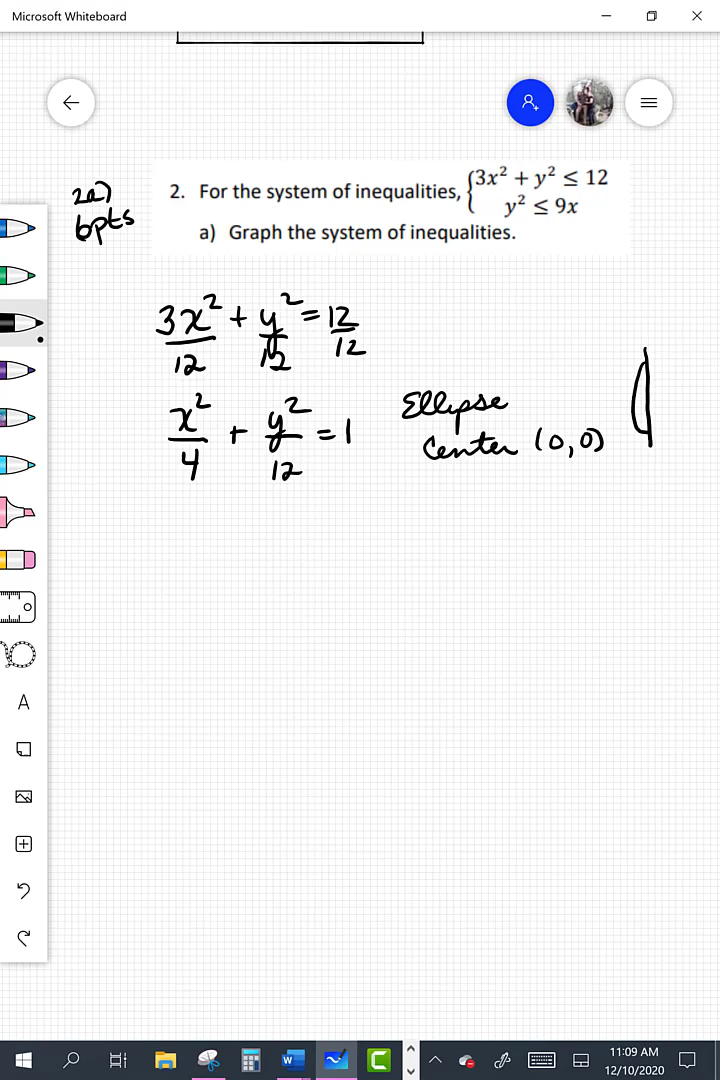 Microsoft Whiteboard
2a)
6pts
2. For the system of inequalities, {3x² + y² ≤ 12
y² ≤ 9x
a) Graph the system of inequalities.
3x²/12 + y²/12 = 12/12
x²/4 + y²/12 = 1
Ellipse
Center (0,0)
A
11:09 AM
12/10/2020